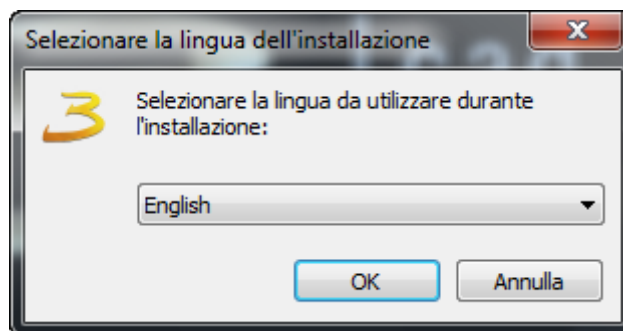 Selezionare la lingua dell'installazione
Selezionare la lingua da utilizzare durante
l'installazione:
English
OK
Annulla